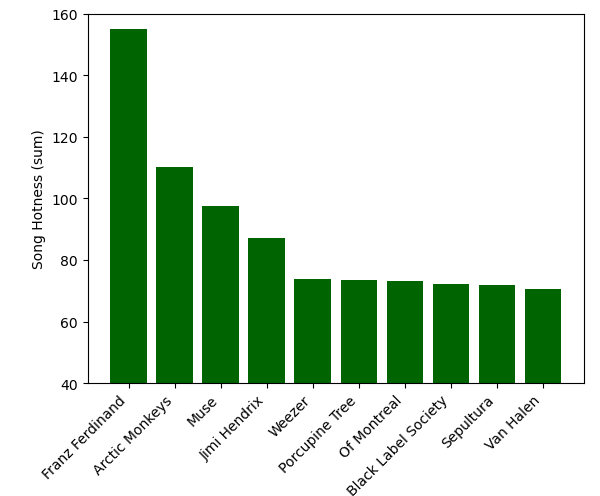 160
140
120
100
80
60
40
Song Hotness (sum)
Franz Ferdinand
Arctic Monkeys
Muse
Jimi Hendrix
Weezer
Porcupine Tree
Of Montreal
Black Label Society
Sepultura
Van Halen